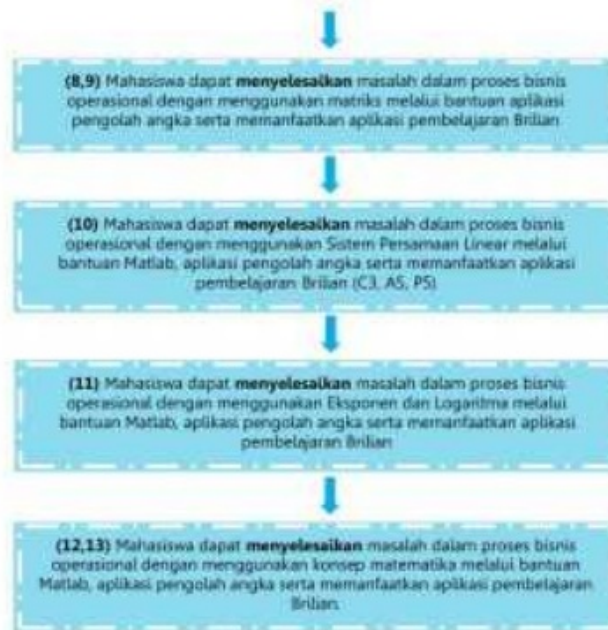 (8,9) Mahasiswa dapat menyelesaikan masalah dalam proses bisnis
operasional dengan menggunakan matriks melalui bantuan aplikasi
pengolah angka serta memanfaatkan aplikasi pembelajaran Brilian
(10) Mahasiswa dapat menyelesaikan masalah dalam proses bisnis
operasional dengan menggunakan Sistem Persamaan Linear melalui
bantuan Matlab, aplikasi pengolah angka serta memanfaatkan aplikasi
pembelajaran Brilian (C3, A5, P5)
(11) Mahasiswa dapat menyelesaikan masalah dalam proses bisnis
operasional dengan menggunakan Eksponen dan Logaritma melalui
bantuan Matlab, aplikasi pengolah angka serta memanfaatkan aplikasi
pembelajaran Brilian
(12,13) Mahasiswa dapat menyelesaikan masalah dalam proses bisnis
operasional dengan menggunakan konsep matematika melalui bantuan
Matlab, aplikasi pengolah angka serta memanfaatkan aplikasi pembelajaran
Brilian.